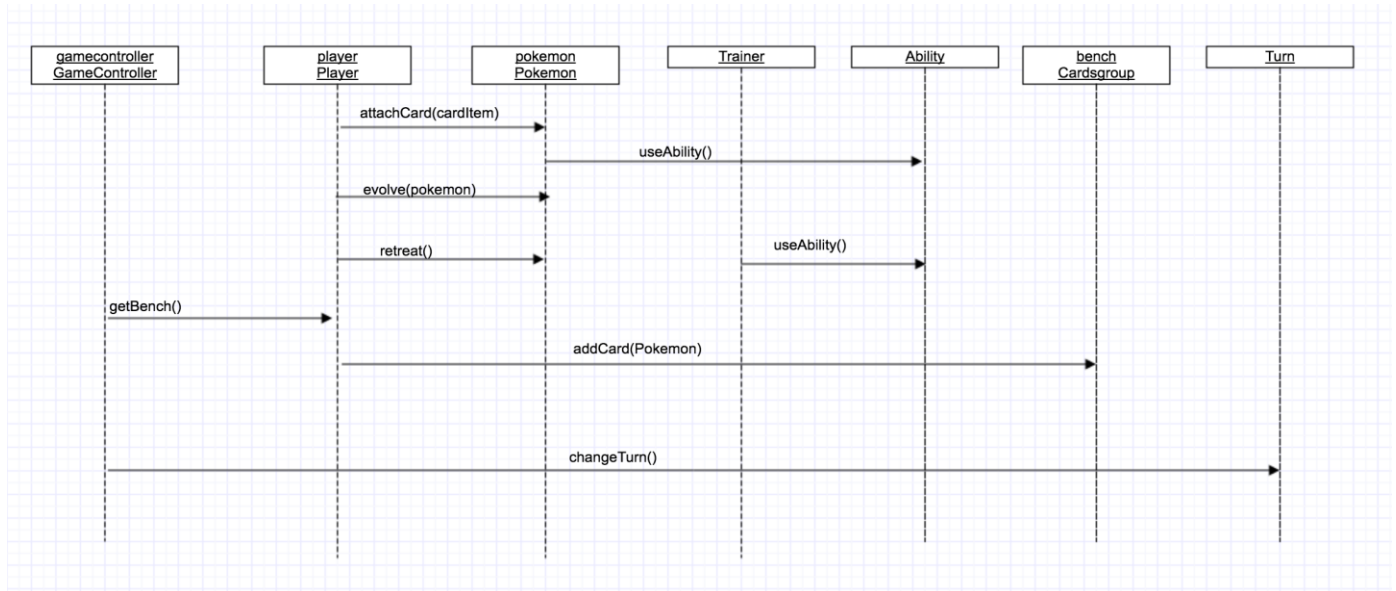 gamecontroller
GameController
player
Player
pokemon
Pokemon
Trainer
Ability
bench
Cardsgroup
Turn
attachCard(cardItem)
useAbility()
evolve(pokemon)
retreat()
useAbility()
getBench()
addCard(Pokemon)
changeTurn()